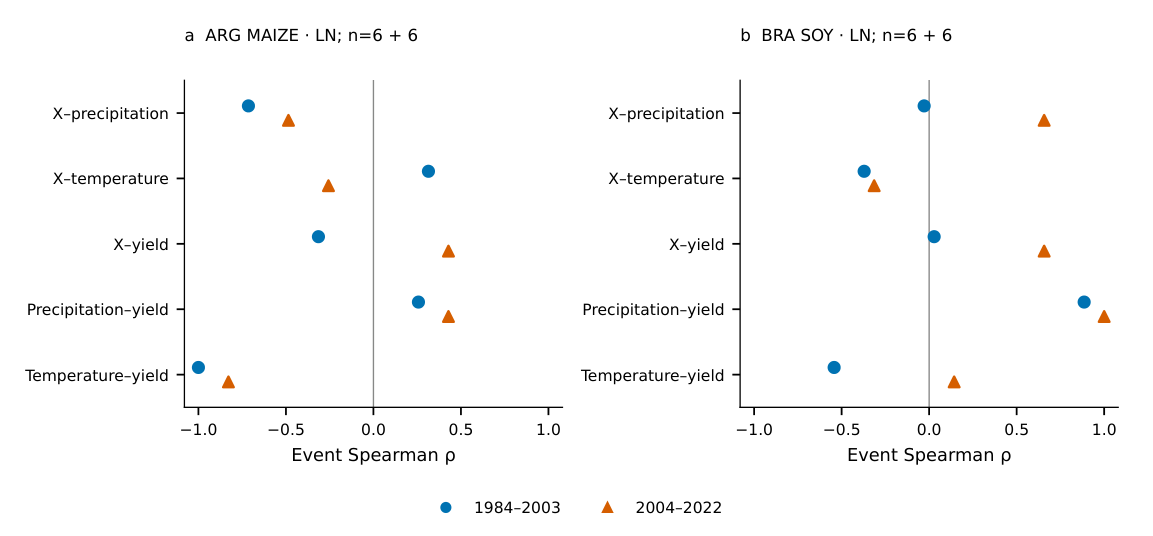 a ARG MAIZE · LN; n=6 + 6
X–precipitation
X–temperature
X–yield
Precipitation–yield
Temperature–yield
−1.0 −0.5 0.0 0.5 1.0
Event Spearman ρ
b BRA SOY · LN; n=6 + 6
X–precipitation
X–temperature
X–yield
Precipitation–yield
Temperature–yield
−1.0 −0.5 0.0 0.5 1.0
Event Spearman ρ
1984–2003 2004–2022